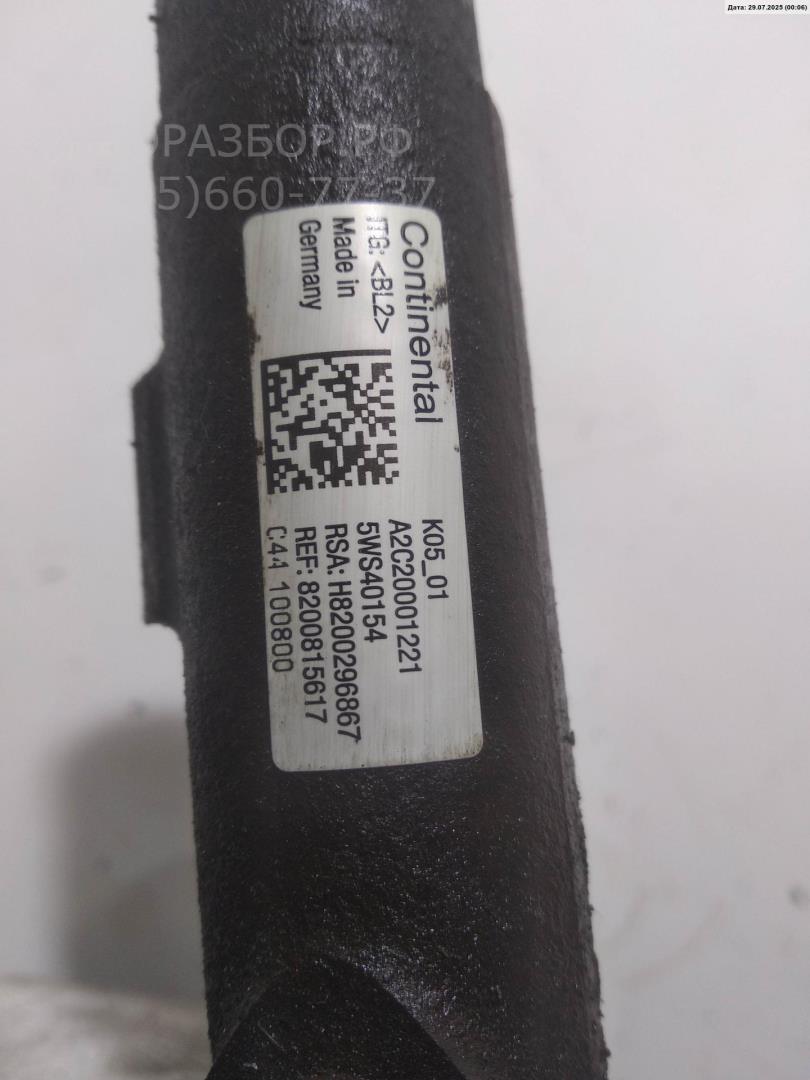 Дата: 29.07.2025 (00:06)
РАЗБОР.РФ
5)660-77-37
Continental
ITG: <BL2>
Made in
Germany
K05_01
A2C20001221
5WS40154
RSA: H8200296867
REF: 8200815617
C44 100800